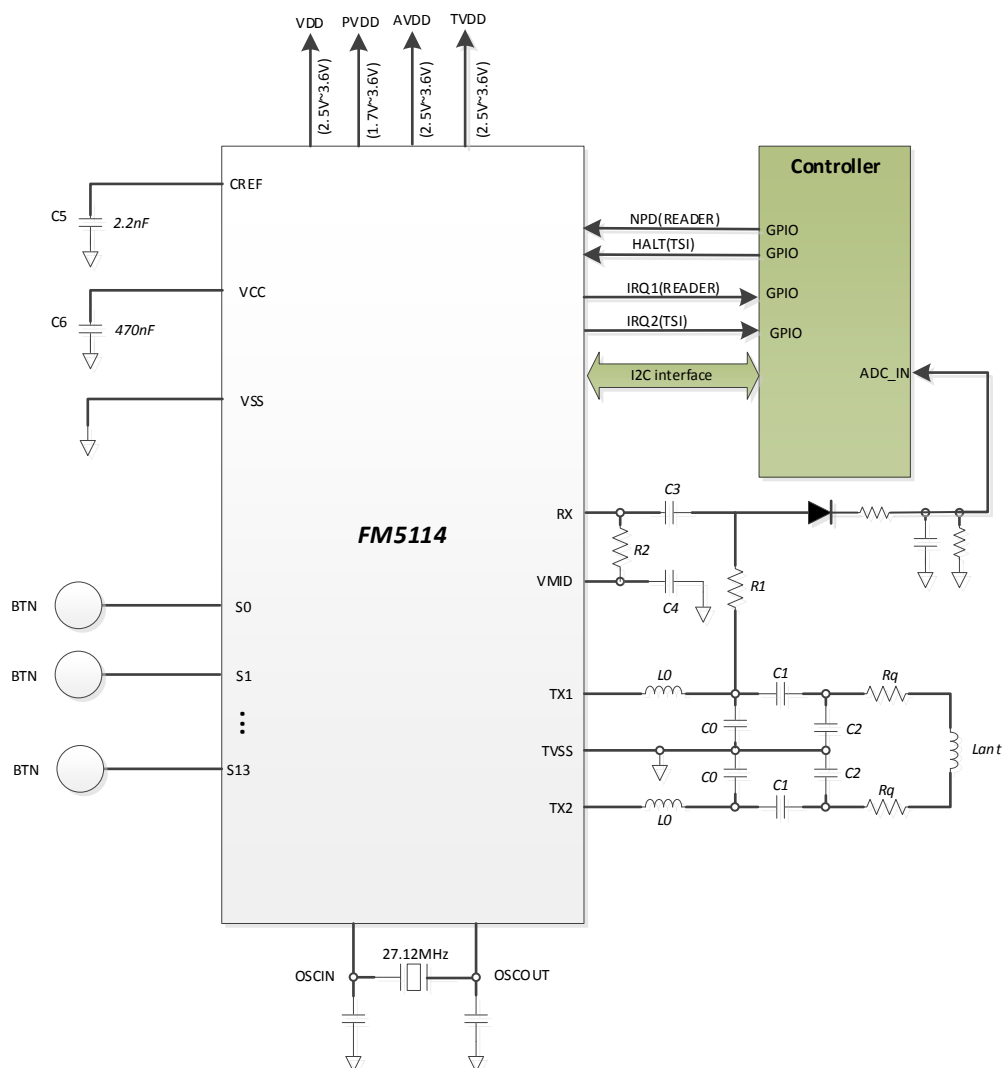 VDD
PVDD
AVDD
TVDD
(2.5V~3.6V)
(1.7V~3.6V)
(2.5V~3.6V)
(2.5V~3.6V)
Controller
CREF
C5
2.2nF
NPD(READER)
GPIO
HALT(TSI)
GPIO
VCC
IRQ1(READER)
GPIO
C6
470nF
IRQ2(TSI)
GPIO
I2C interface
ADC_IN
VSS
C3
RX
FM5114
R2
VMID
R1
C4
BTN
S0
BTN
S1
TX1
L0
C1
Rq
C0
C2
TVSS
Lant
C0
C1
C2
BTN
S13
TX2
L0
Rq
27.12MHz
OSCIN
OSCOUT